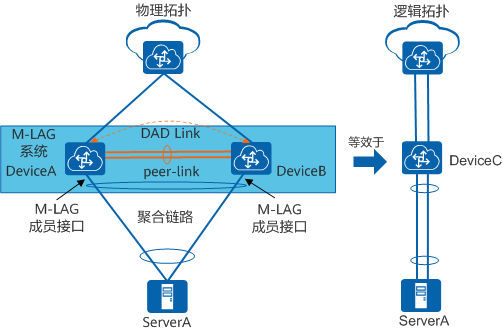 物理拓扑
逻辑拓扑
M-LAG
系统
DAD Link
DeviceA
peer-link
DeviceB
等效于
DeviceC
M-LAG
成员接口
聚合链路
M-LAG
成员接口
ServerA
ServerA